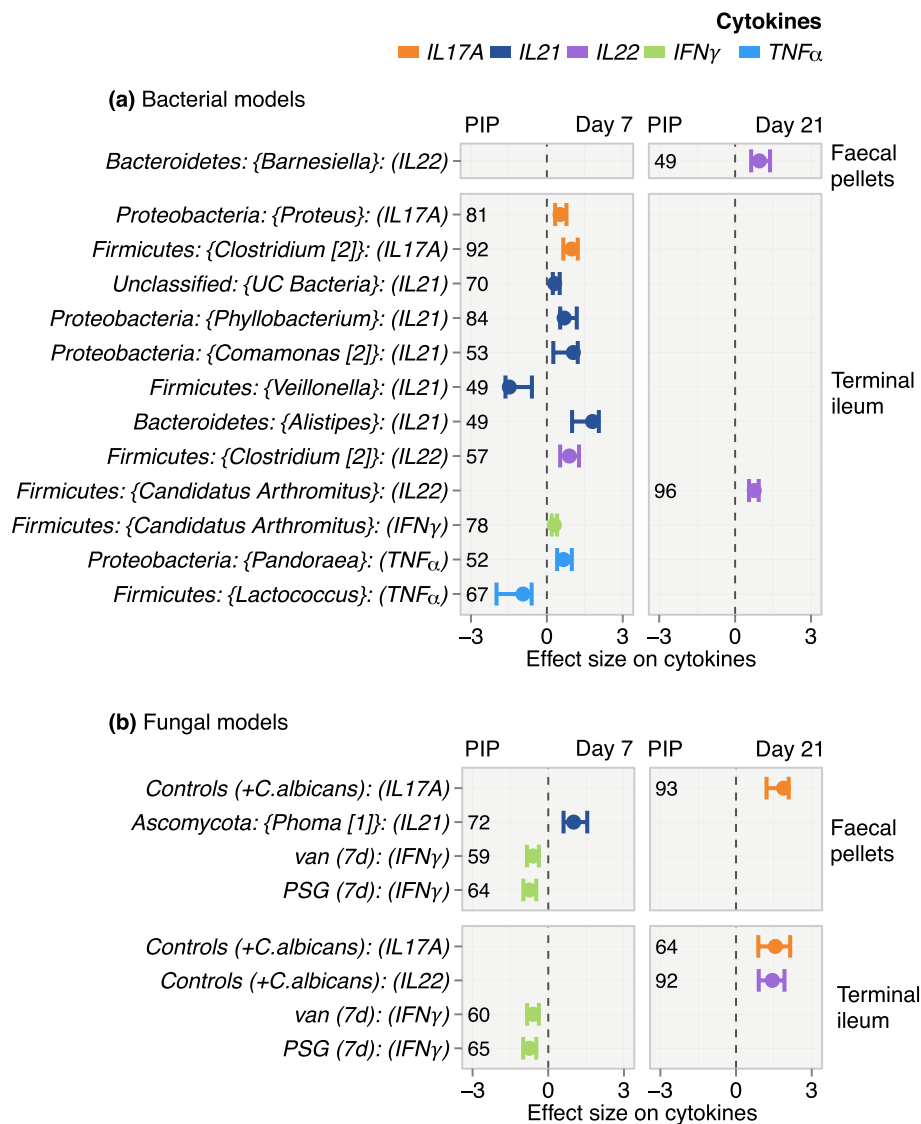 Cytokines
IL17A IL21 IL22 IFNγ TNFα
(a) Bacterial models
PIP Day 7 PIP Day 21
Bacteroidetes: {Barnesiella}: (IL22) 49
Faecal
pellets
Proteobacteria: {Proteus}: (IL17A) 81
Firmicutes: {Clostridium [2]}: (IL17A) 92
Unclassified: {UC Bacteria}: (IL21) 70
Proteobacteria: {Phyllobacterium}: (IL21) 84
Proteobacteria: {Comamonas [2]}: (IL21) 53
Firmicutes: {Veillonella}: (IL21) 49
Bacteroidetes: {Alistipes}: (IL21) 49
Firmicutes: {Clostridium [2]}: (IL22) 57
Firmicutes: {Candidatus Arthromitus}: (IL22) 96
Firmicutes: {Candidatus Arthromitus}: (IFNγ) 78
Proteobacteria: {Pandoraea}: (TNFα) 52
Firmicutes: {Lactococcus}: (TNFα) 67
Terminal
ileum
–3 0 3 –3 0 3
Effect size on cytokines
(b) Fungal models
PIP Day 7 PIP Day 21
Controls (+C.albicans): (IL17A) 93
Ascomycota: {Phoma [1]}: (IL21) 72
van (7d): (IFNγ) 59
PSG (7d): (IFNγ) 64
Faecal
pellets
Controls (+C.albicans): (IL17A) 64
Controls (+C.albicans): (IL22) 92
van (7d): (IFNγ) 60
PSG (7d): (IFNγ) 65
Terminal
ileum
–3 0 3 –3 0 3
Effect size on cytokines